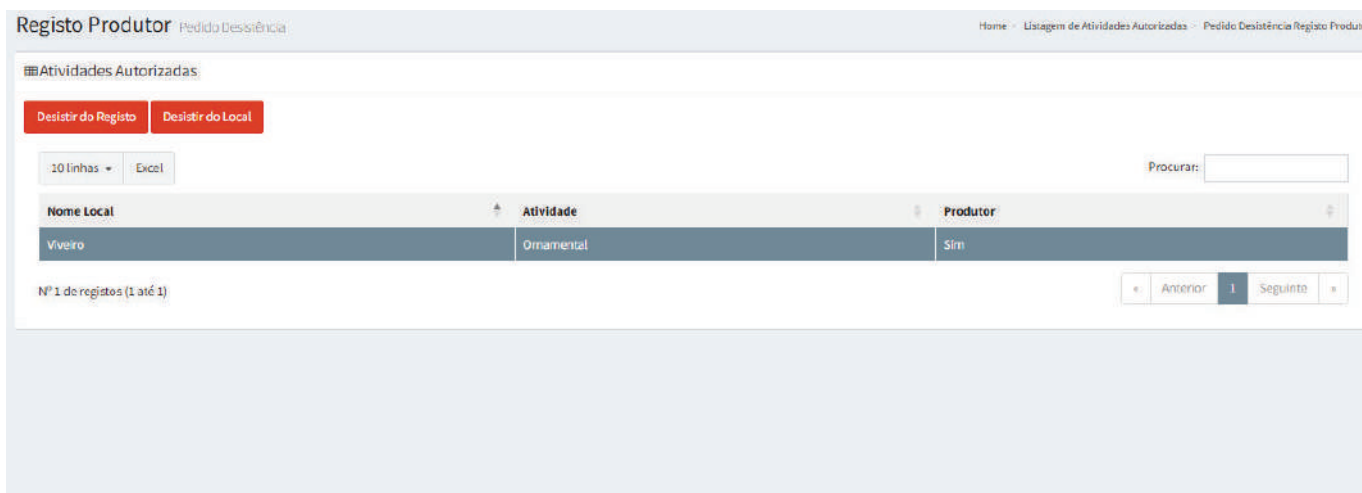 Registo Produtor Pedido Desistência
Home Listagem de Atividades Autorizadas Pedido Desistência Registo Produt
Atividades Autorizadas
Desistir do Registo Desistir do Local
10 linhas Excel Procurar:
Nome Local Atividade Produtor
Viveiro Ornamental Sim
Nº 1 de registos (1 até 1) « Anterior 1 Seguinte »